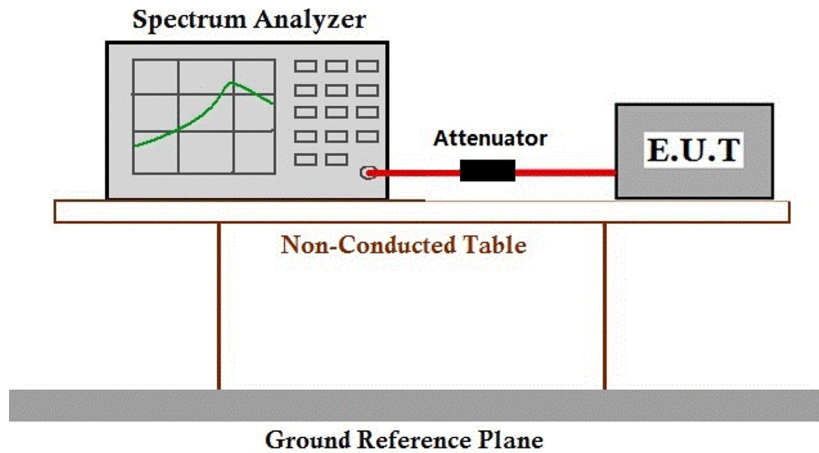 Spectrum Analyzer
Attenuator
E.U.T
Non-Conducted Table
Ground Reference Plane